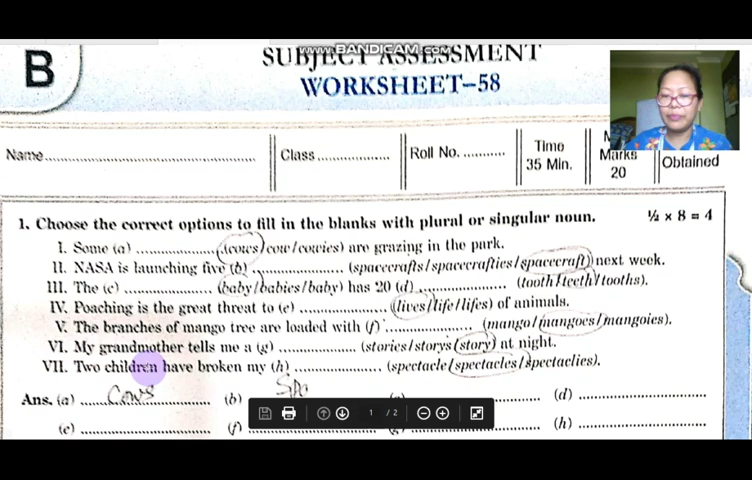 www.BANDICAM.com
B
SUBJECT ASSESSMENT
WORKSHEET–58
Name
Class
Roll No.
Time
35 Min.
Marks
20
Obtained
1. Choose the correct options to fill in the blanks with plural or singular noun. ½ × 8 = 4
I. Some (a) ................. (cows/cow/cowies) are grazing in the park.
II. NASA is launching five (b) ................. (spacecrafts/spacecrafties/spacecraft) next week.
III. The (c) ................. (baby/babies/baby) has 20 (d) ................. (tooth/teeth/tooths).
IV. Poaching is the great threat to (e) ................. (lives/life/lifes) of animals.
V. The branches of mango tree are loaded with (f) ................. (mango/mangoes/mangoies).
VI. My grandmother tells me a (g) ................. (stories/storys/story) at night.
VII. Two children have broken my (h) ................. (spectacle/spectacles/spectaclies).
Ans. (a) cows (b) Spa (d) .................
(e) ................. (f) ................. (h) .................
1 / 2